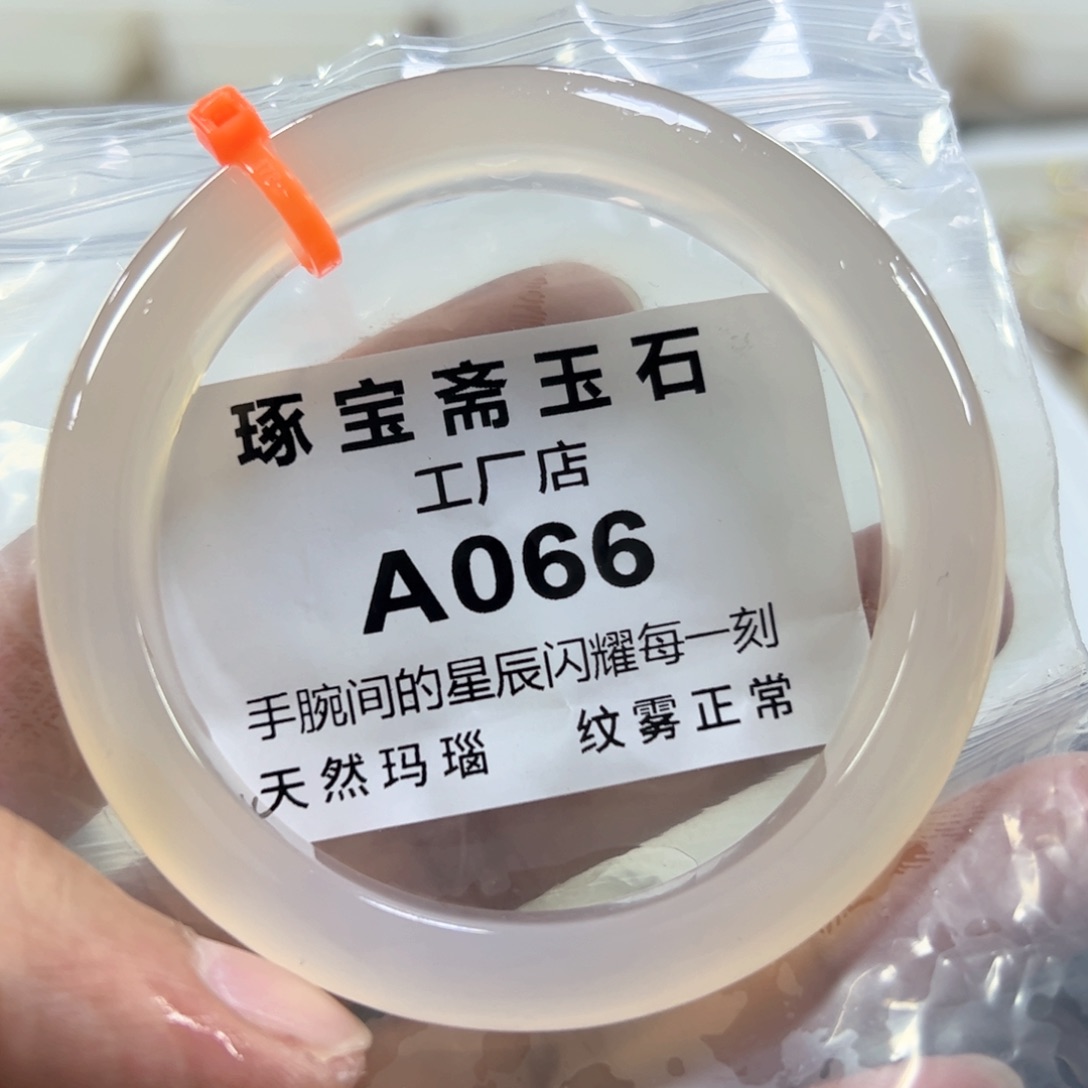 琢宝斋玉石
工厂店
A066
手腕间的星辰闪耀每一刻
天然玛瑙 纹雾正常